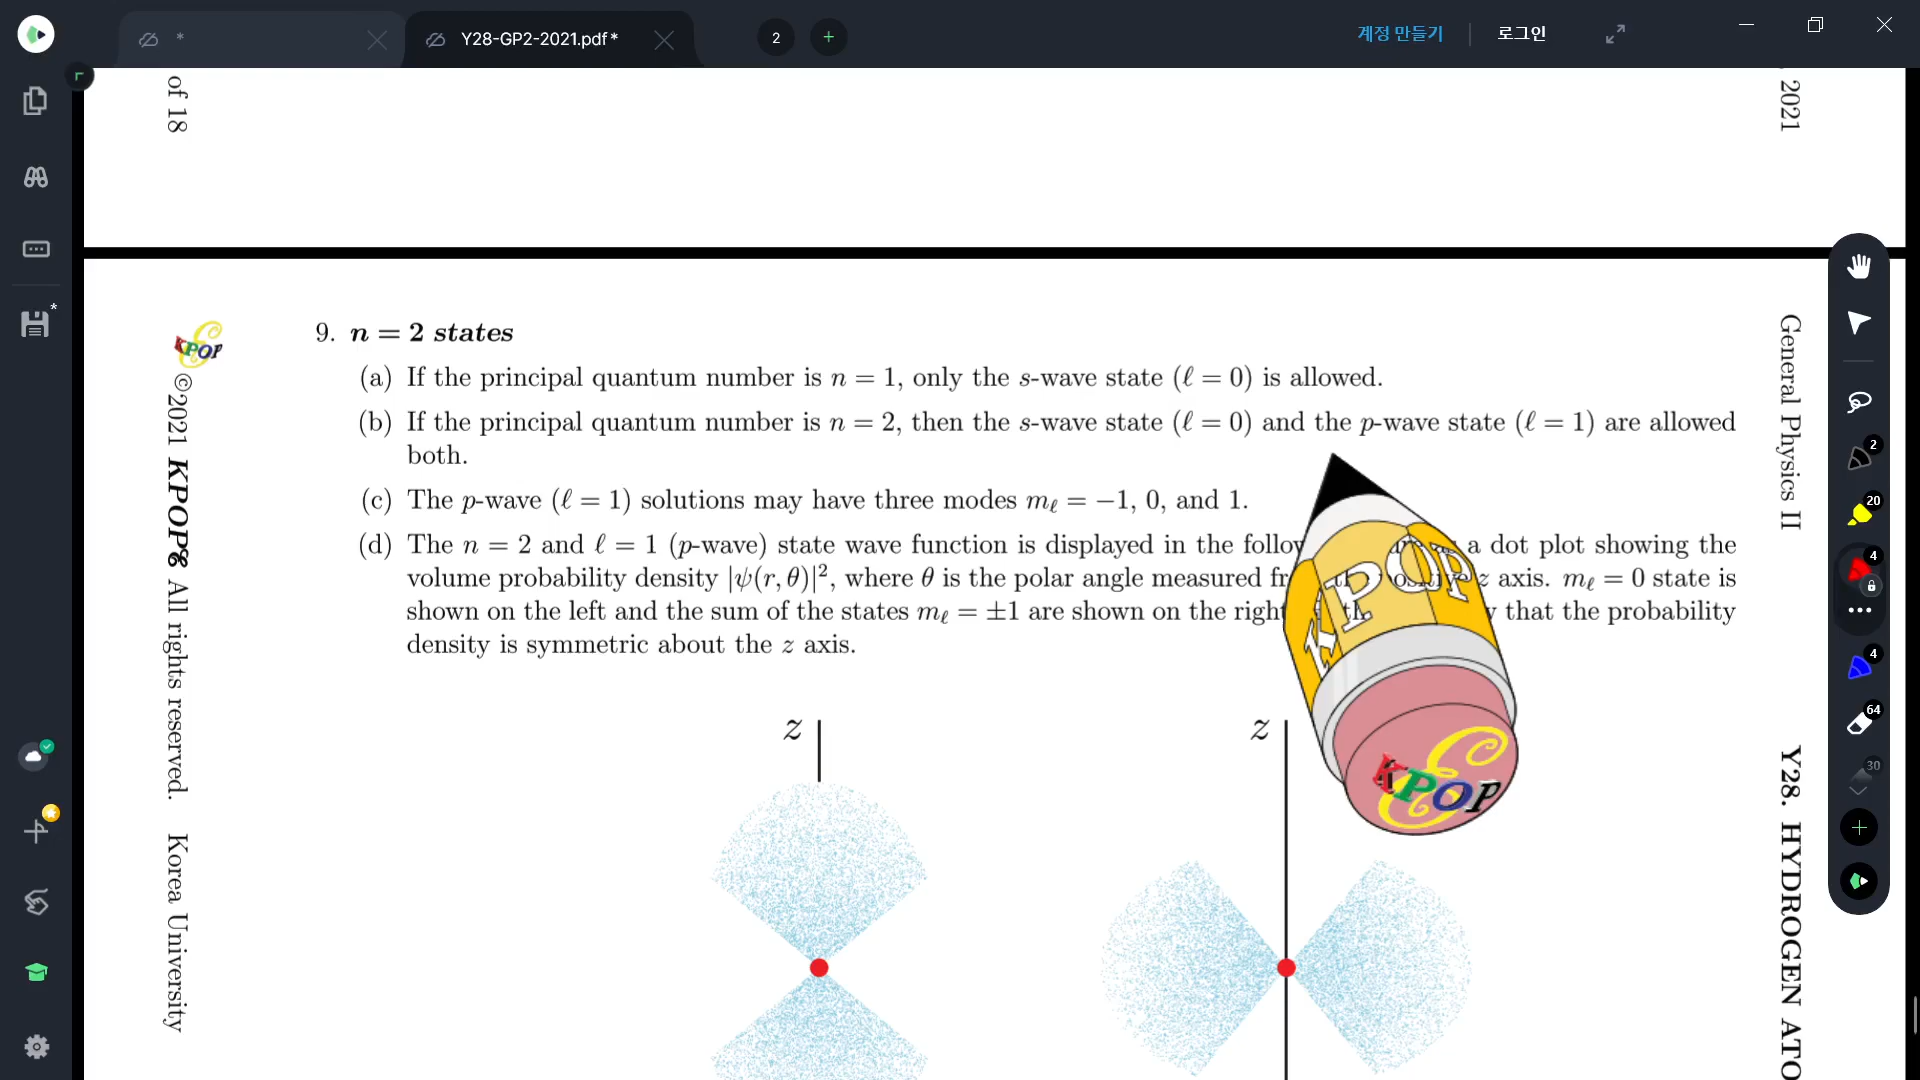 *
Y28-GP2-2021.pdf *
2
계정 만들기
로그인
of 18
2021
9. n = 2 states
(a) If the principal quantum number is n = 1, only the s-wave state (ℓ = 0) is allowed.
(b) If the principal quantum number is n = 2, then the s-wave state (ℓ = 0) and the p-wave state (ℓ = 1) are allowed
both.
(c) The p-wave (ℓ = 1) solutions may have three modes mℓ = −1, 0, and 1.
(d) The n = 2 and ℓ = 1 (p-wave) state wave function is displayed in the a dot plot showing the
volume probability density |ψ(r, θ)|², where θ is the polar angle measured z axis. mℓ = 0 state is
shown on the left and the sum of the states mℓ = ±1 are shown on the right that the probability
density is symmetric about the z axis.
z
z
KPOP
KPOPE
KPOPE
©2021 KPOPE All rights reserved. Korea University
General Physics II
Y28. HYDROGEN ATO
2
20
4
4
64
30